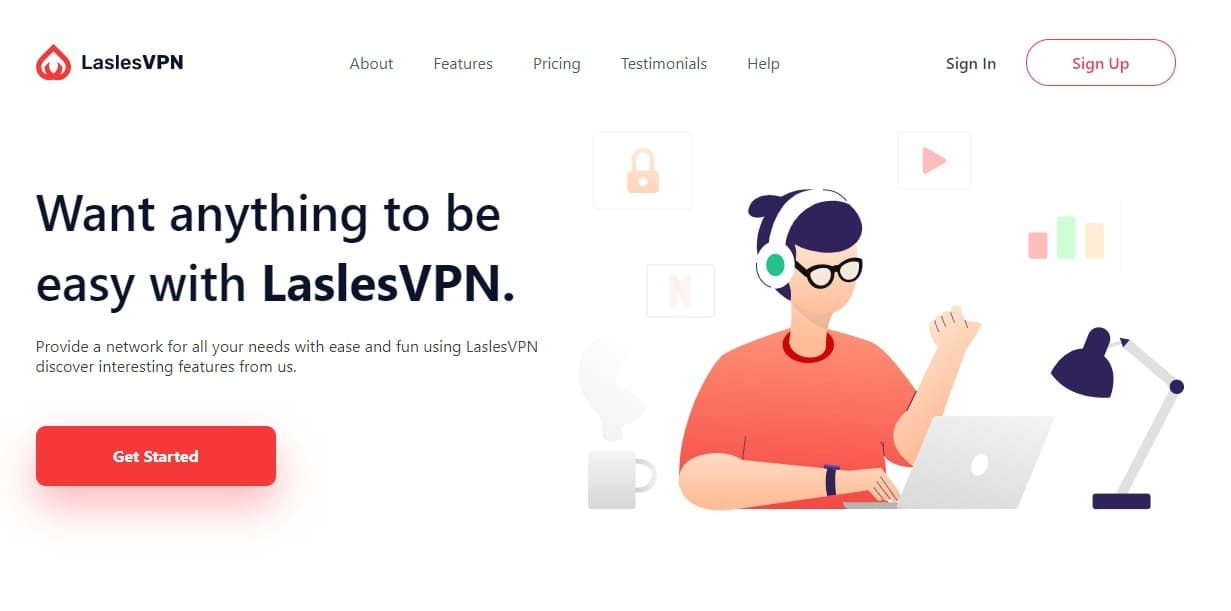 LaslesVPN
About Features Pricing Testimonials Help
Sign In
Sign Up
Want anything to be
easy with LaslesVPN.
Provide a network for all your needs with ease and fun using LaslesVPN
discover interesting features from us.
Get Started
N